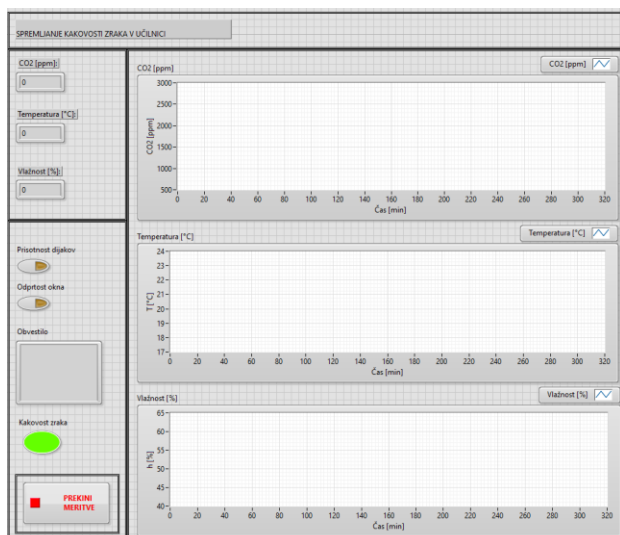 SPREMLJANJE KAKOVOSTI ZRAKA V UČILNICI
CO2 [ppm]:
0
Temperatura [°C]:
0
Vlažnost [%]:
0
Prisotnost dijakov
Odprtost okna
Obvestilo
Kakovost zraka
PREKINI
MERITVE
CO2 [ppm]
CO2 [ppm]
CO2 [ppm]
3000
2500
2000
1500
1000
500
0 20 40 60 80 100 120 140 160 180 200 220 240 260 280 300 320
Čas [min]
Temperatura [°C]
Temperatura [°C]
T [°C]
24
23
22
21
20
19
18
17
0 20 40 60 80 100 120 140 160 180 200 220 240 260 280 300 320
Čas [min]
Vlažnost [%]
Vlažnost [%]
h [%]
65
60
55
50
45
40
0 20 40 60 80 100 120 140 160 180 200 220 240 260 280 300 320
Čas [min]